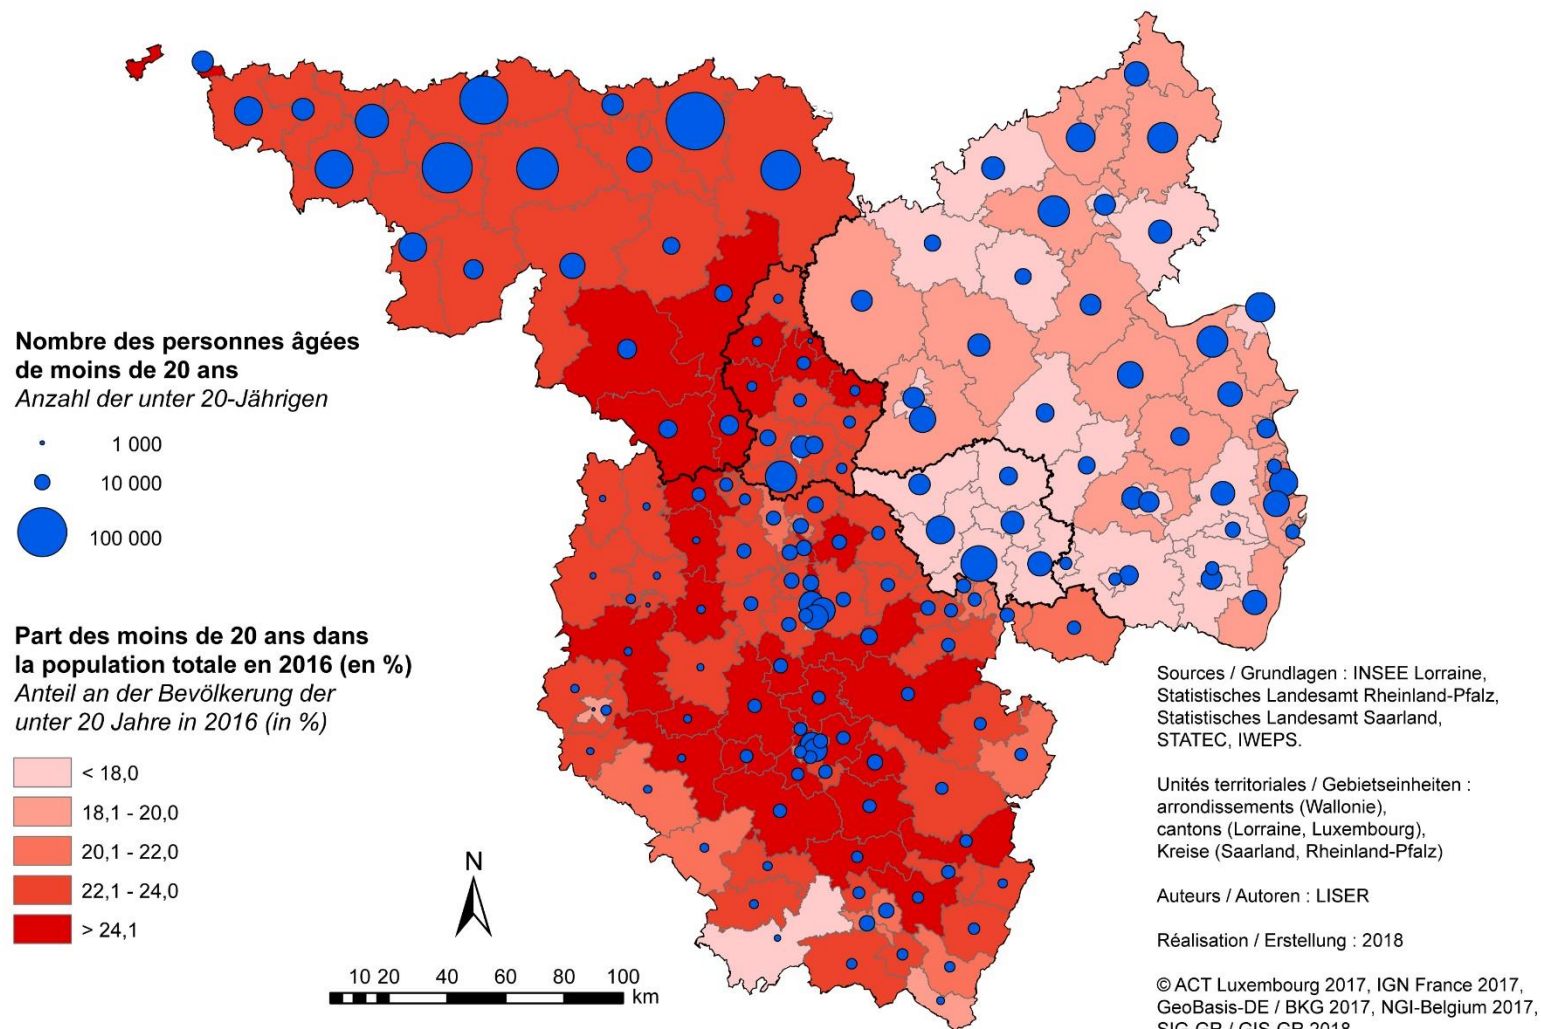 Nombre des personnes âgées
de moins de 20 ans
Anzahl der unter 20-Jährigen
1 000
10 000
100 000
Part des moins de 20 ans dans
la population totale en 2016 (en %)
Anteil an der Bevölkerung der
unter 20 Jahre in 2016 (in %)
< 18,0
18,1 - 20,0
20,1 - 22,0
22,1 - 24,0
> 24,1
N
10 20 40 60 80 100
km
Sources / Grundlagen : INSEE Lorraine,
Statistisches Landesamt Rheinland-Pfalz,
Statistisches Landesamt Saarland,
STATEC, IWEPS.
Unités territoriales / Gebietseinheiten :
arrondissements (Wallonie),
cantons (Lorraine, Luxembourg),
Kreise (Saarland, Rheinland-Pfalz)
Auteurs / Autoren : LISER
Réalisation / Erstellung : 2018
© ACT Luxembourg 2017, IGN France 2017,
GeoBasis-DE / BKG 2017, NGI-Belgium 2017,
SIG-GR / GIS-GR 2018